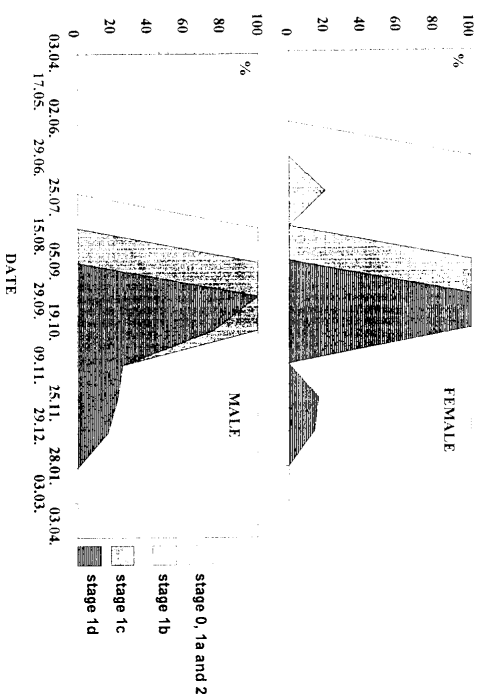 FEMALE
%
100
80
60
40
20
0
MALE
%
100
80
60
40
20
0
03.04. 02.06. 25.07. 05.09. 19.10. 25.11. 28.01. 03.04.
17.05. 29.06. 15.08. 29.09. 09.11. 29.12. 03.03.
DATE
stage 0, 1a and 2
stage 1b
stage 1c
stage 1d